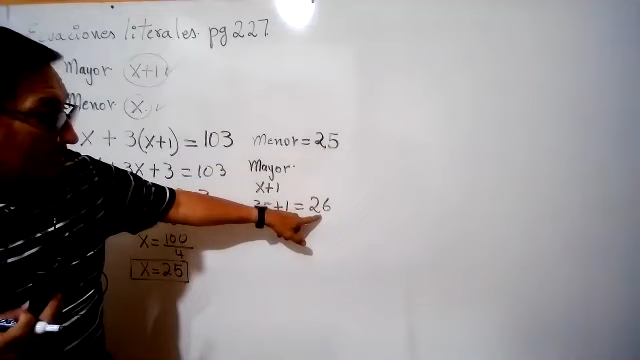 literales. pg 227
Mayor x+1
Menor x
x + 3(x+1) = 103
3x + 3 = 103
x = 100/4
x = 25
menor = 25
Mayor.
x+1
+1 = 26